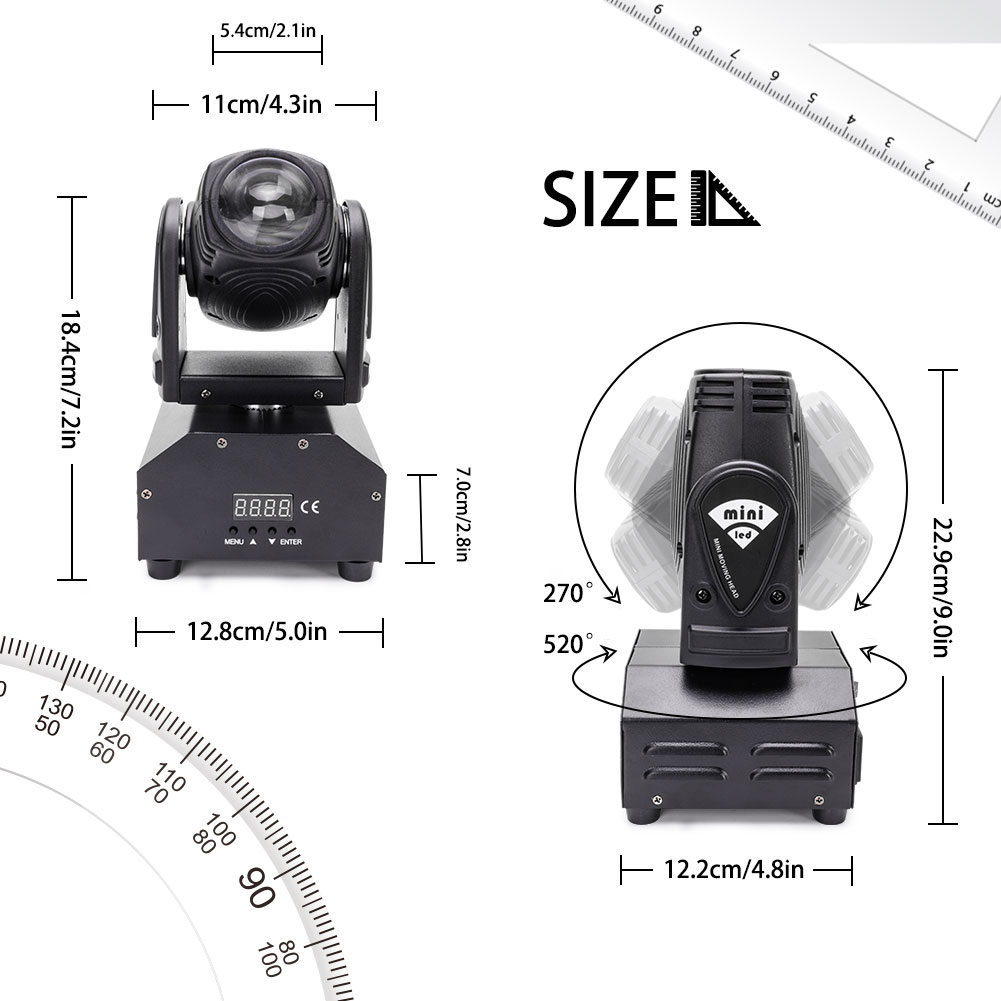 5.4cm/2.1in
11cm/4.3in
18.4cm/7.2in
8.8.8.8.
CE
MENU ▲ ▼ ENTER
7.0cm/2.8in
12.8cm/5.0in
0
130
50
120
60
110
70
100
80
90
80
100
9
8
7
6
5
4
3
2
1
cm
SIZE
mini
led
MINI MOVING HEAD
270°
520°
22.9cm/9.0in
12.2cm/4.8in